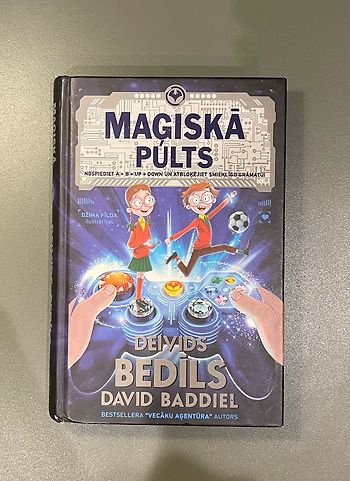 MAĢISKĀ
PULTS
NOSPIEDIET A + B + UP + DOWN UN ATBLOĶĒJIET SMIEKLĪGO GRĀMATU!
DŽIMA FĪLDA
ilustrācijas
DEIVIDS
BEDĪLS
DAVID BADDIEL
BESTSELLERA "VECĀKU AĢENTŪRA" AUTORS